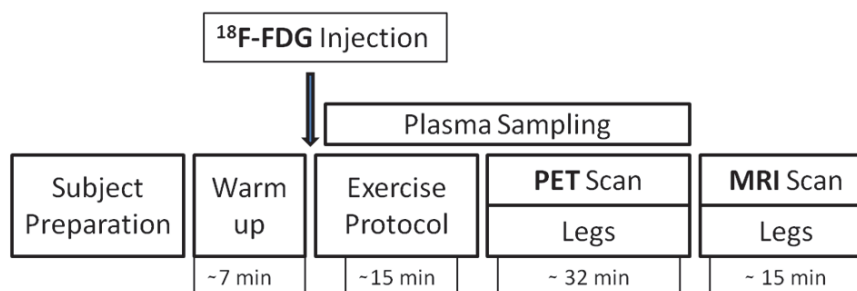 ¹⁸F-FDG Injection
Plasma Sampling
Subject
Preparation
Warm
up
Exercise
Protocol
PET Scan
Legs
MRI Scan
Legs
~7 min
~15 min
~ 32 min
~ 15 min